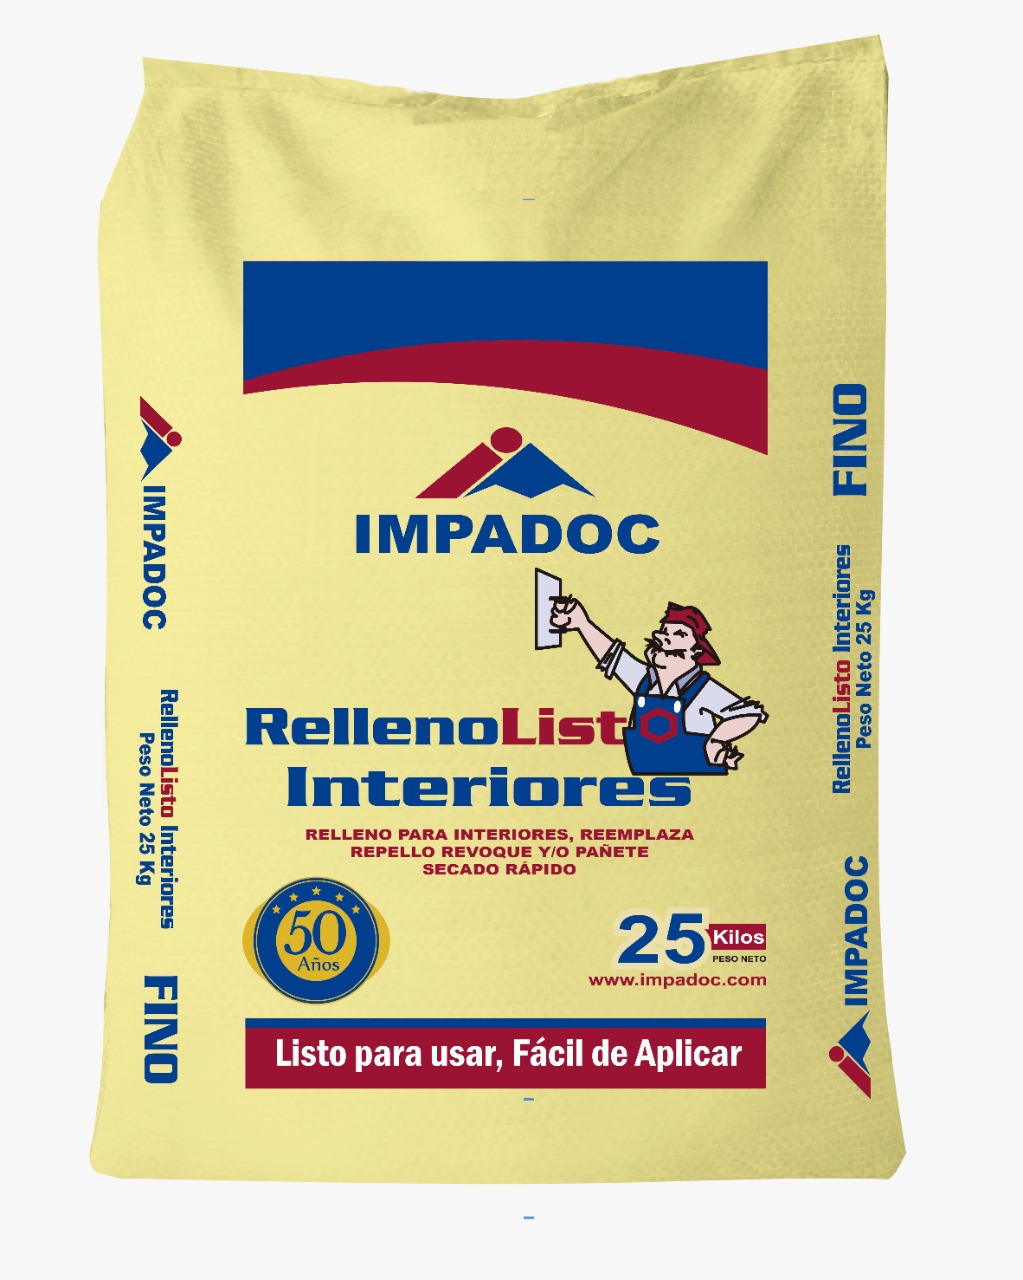 IMPADOC
RellenoListo
Interiores
RELLENO PARA INTERIORES, REEMPLAZA
REPELLO REVOQUE Y/O PAÑETE
SECADO RÁPIDO
50
Años
25 Kilos
PESO NETO
www.impadoc.com
Listo para usar, Fácil de Aplicar
IMPADOC
RellenoListo Interiores
Peso Neto 25 Kg
FINO
FINO
RellenoListo Interiores
Peso Neto 25 Kg
IMPADOC